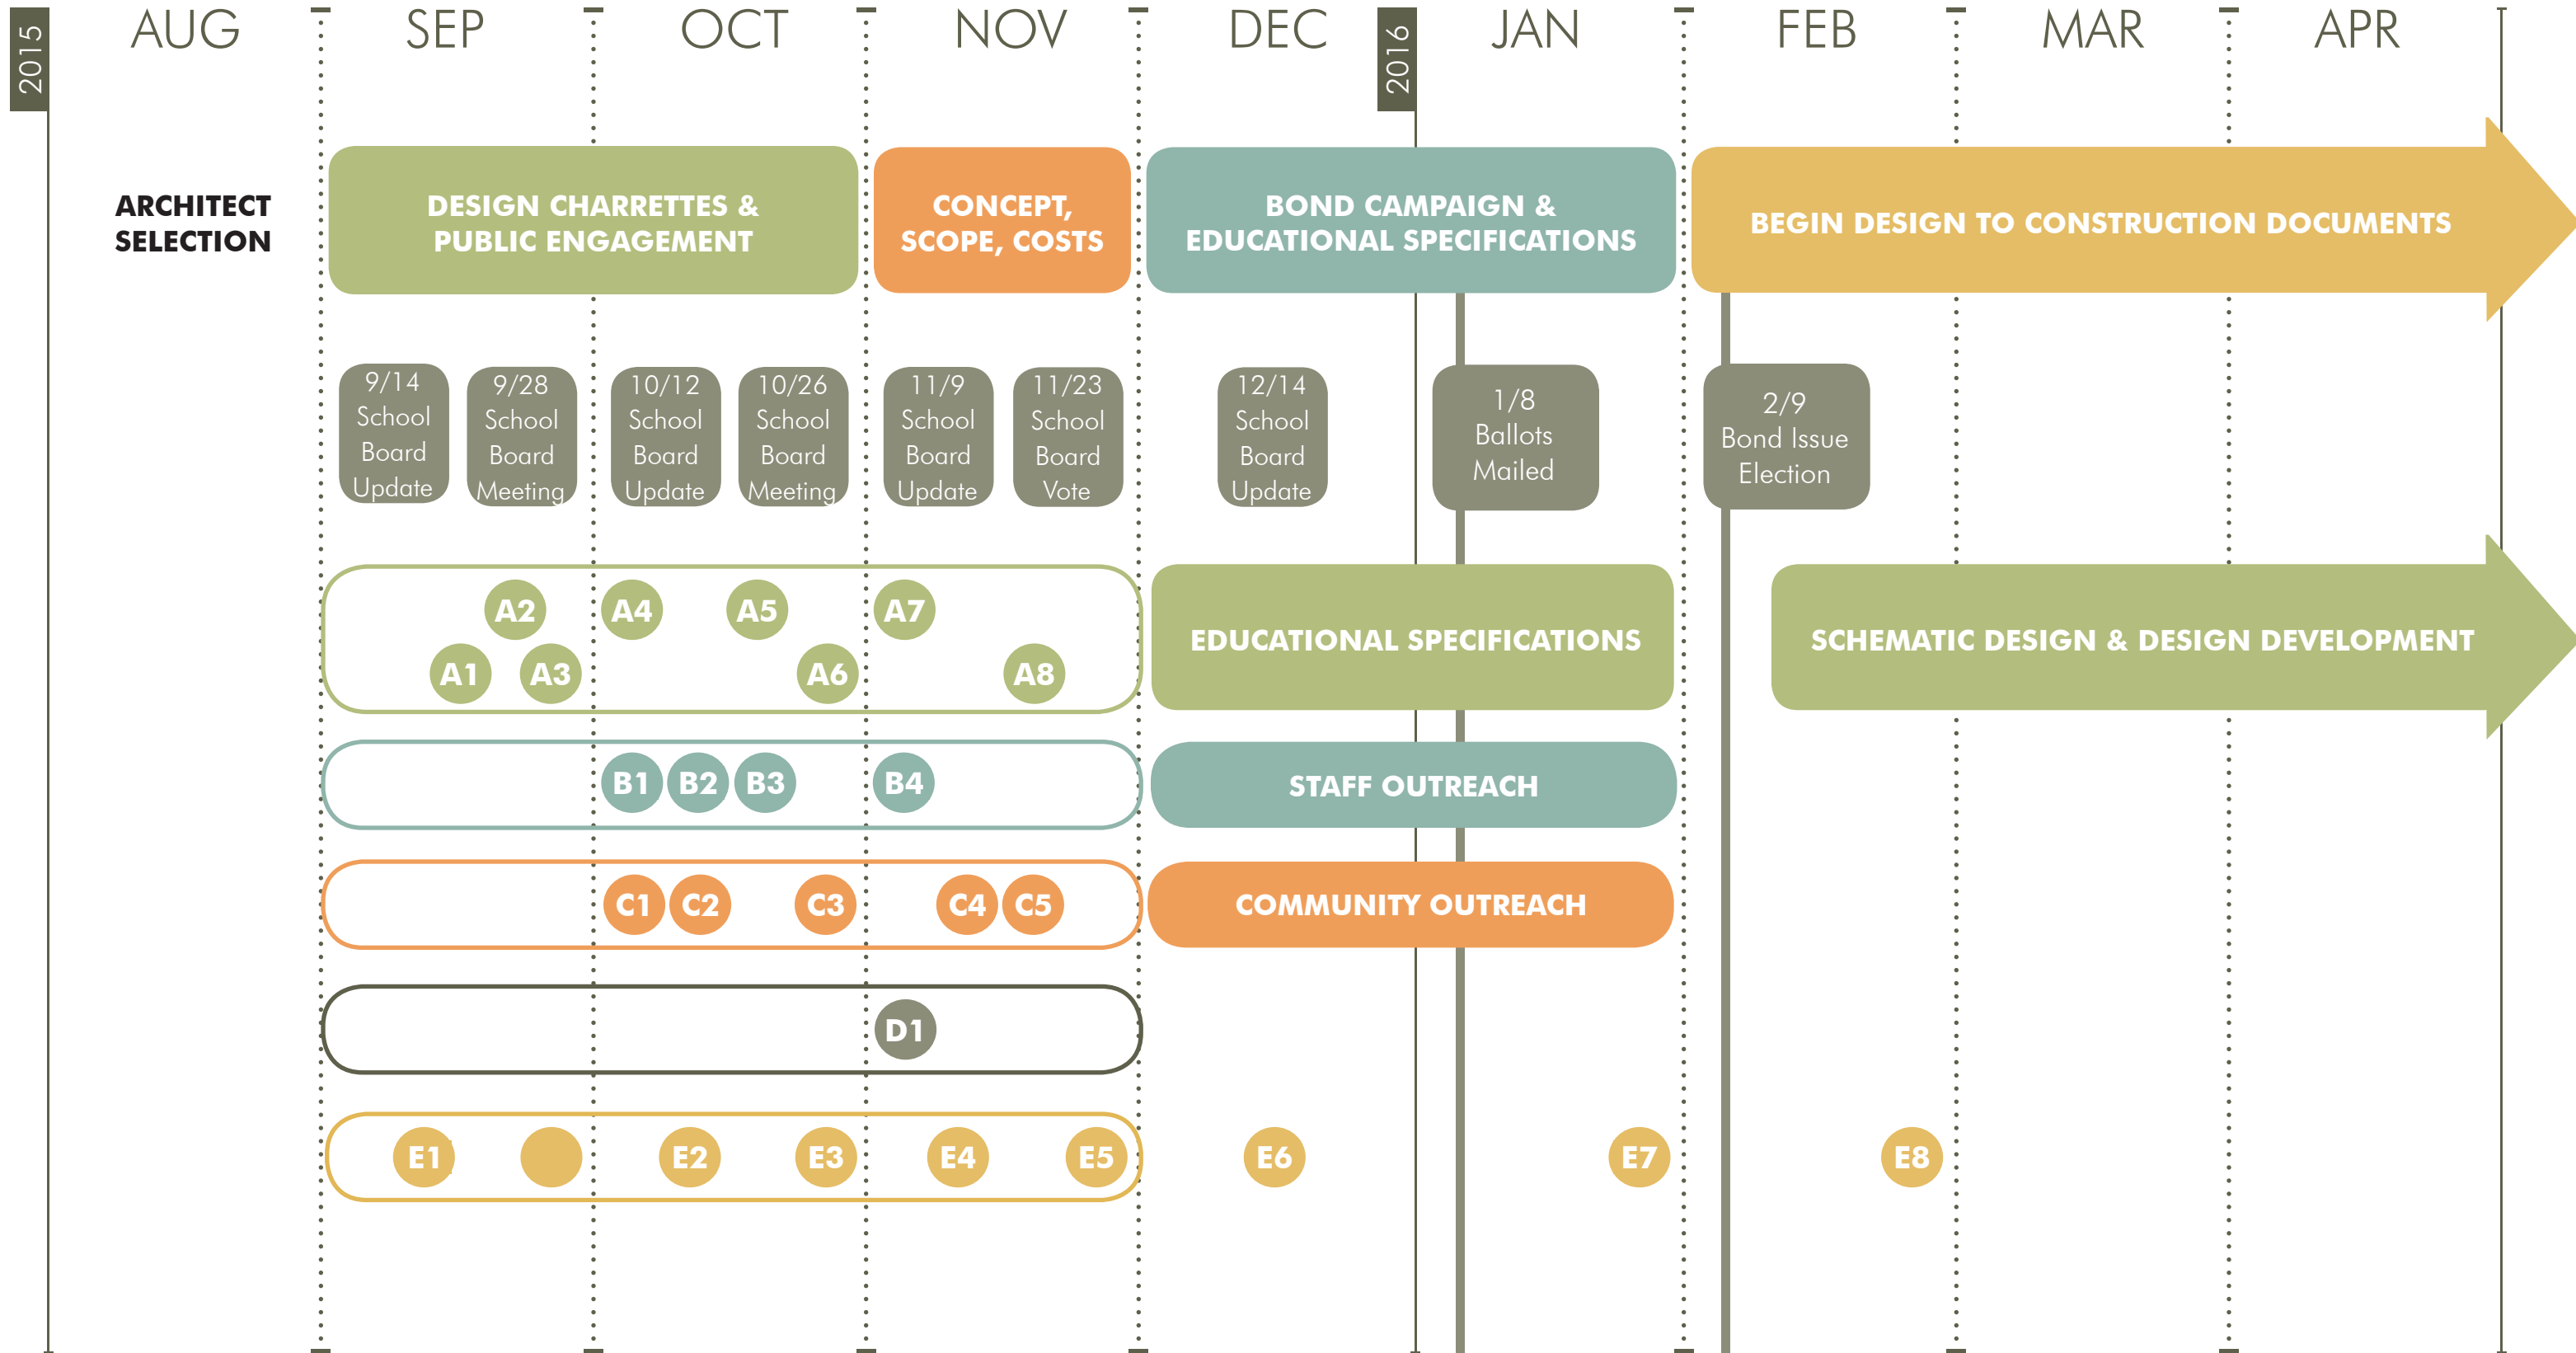 2015
AUG
SEP
OCT
NOV
DEC
2016
JAN
FEB
MAR
APR
ARCHITECT
SELECTION
DESIGN CHARRETTES &
PUBLIC ENGAGEMENT
CONCEPT,
SCOPE, COSTS
BOND CAMPAIGN &
EDUCATIONAL SPECIFICATIONS
BEGIN DESIGN TO CONSTRUCTION DOCUMENTS
9/14
School
Board
Update
9/28
School
Board
Meeting
10/12
School
Board
Update
10/26
School
Board
Meeting
11/9
School
Board
Update
11/23
School
Board
Vote
12/14
School
Board
Update
1/8
Ballots
Mailed
2/9
Bond Issue
Election
A2
A4
A5
A7
A1
A3
A6
A8
EDUCATIONAL SPECIFICATIONS
SCHEMATIC DESIGN & DESIGN DEVELOPMENT
B1
B2
B3
B4
STAFF OUTREACH
C1
C2
C3
C4
C5
COMMUNITY OUTREACH
D1
E1
E2
E3
E4
E5
E6
E7
E8